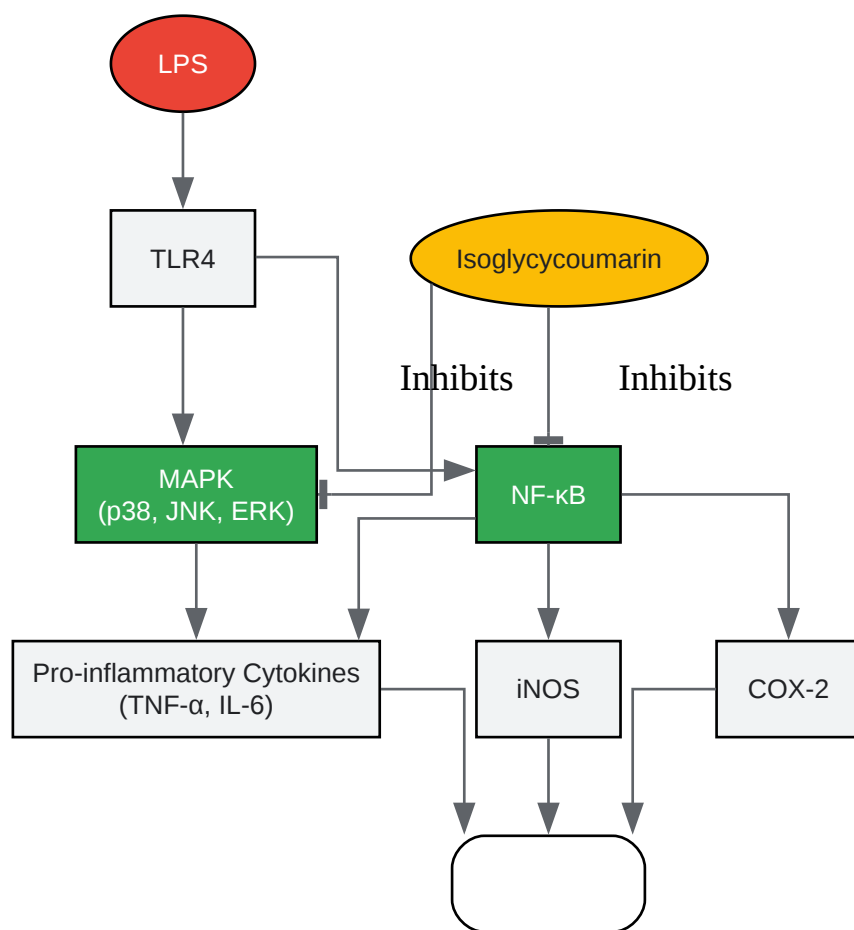 LPS
TLR4
Isoglycycoumarin
Inhibits
Inhibits
MAPK
(p38, JNK, ERK)
NF-κB
Pro-inflammatory Cytokines
(TNF-α, IL-6)
iNOS
COX-2